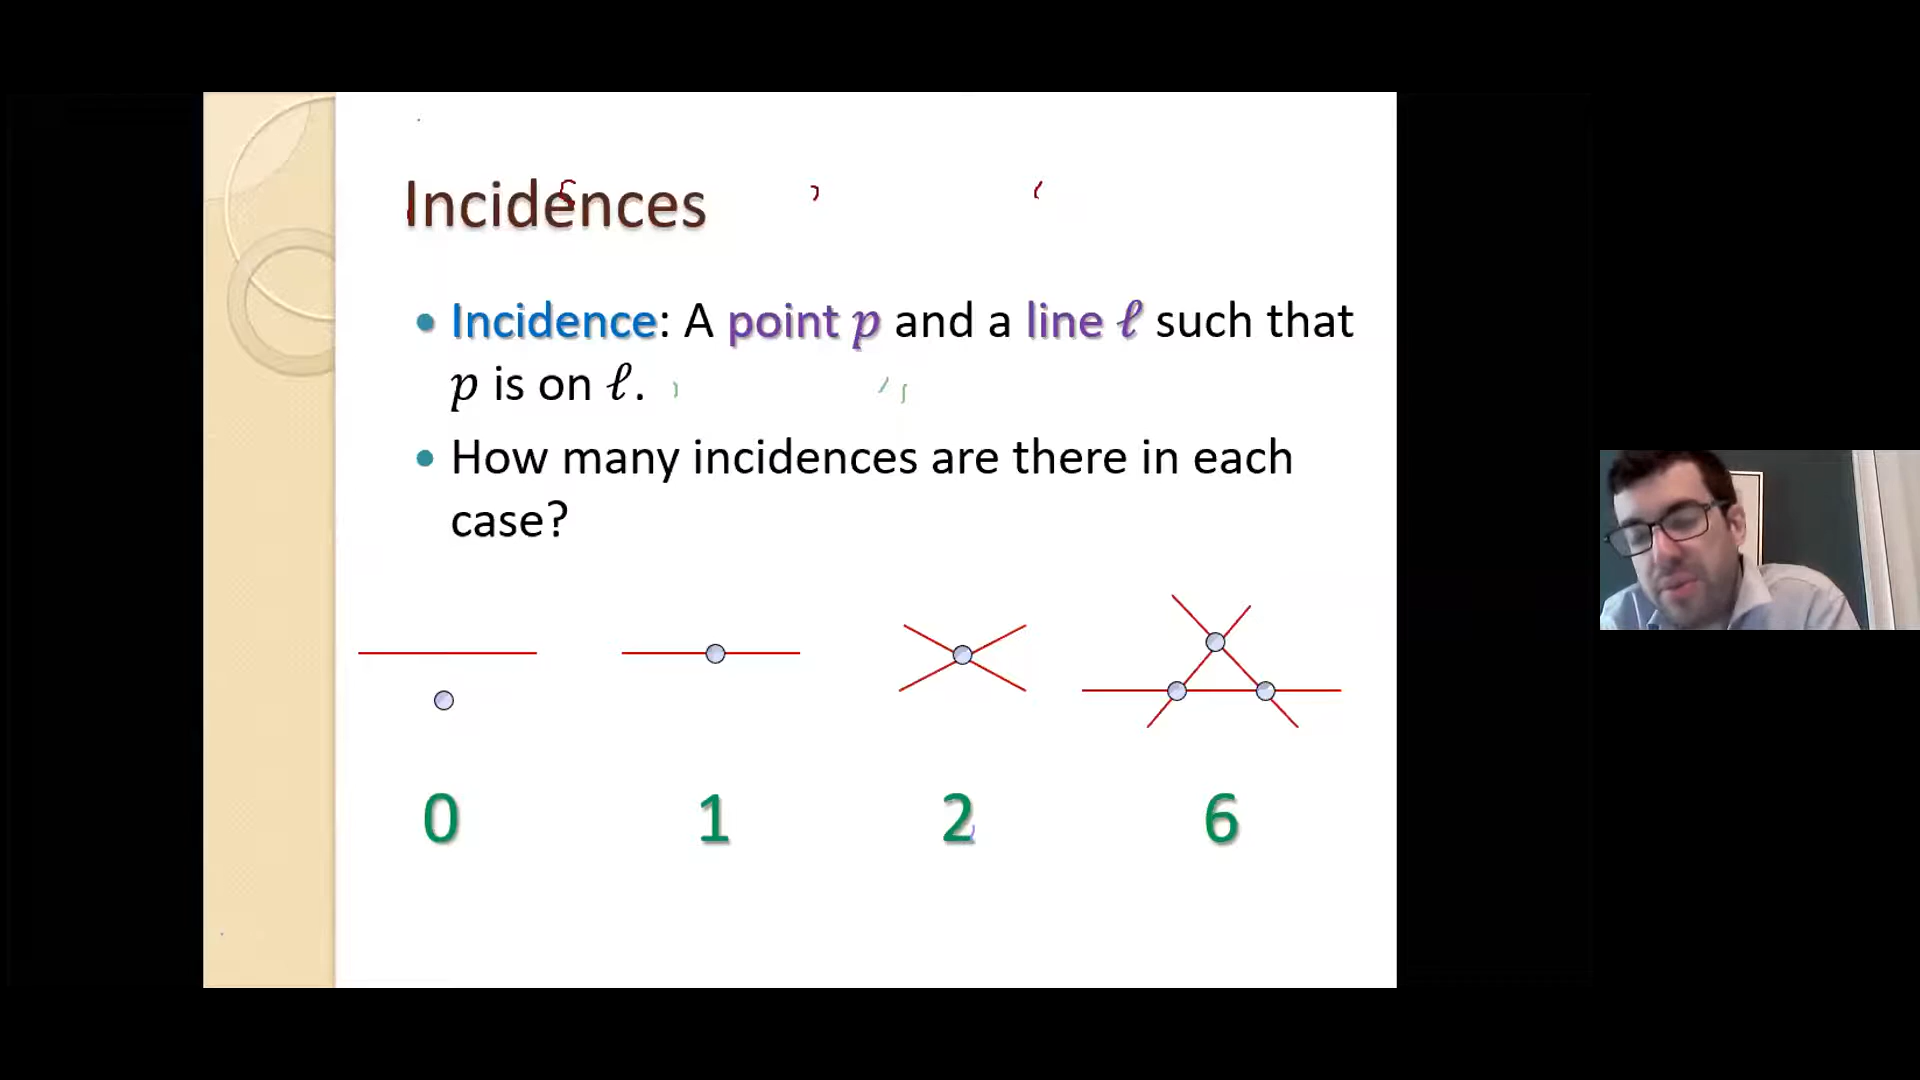 Incidences
• Incidence: A point p and a line ℓ such that
p is on ℓ.
• How many incidences are there in each
case?
0 1 2 6